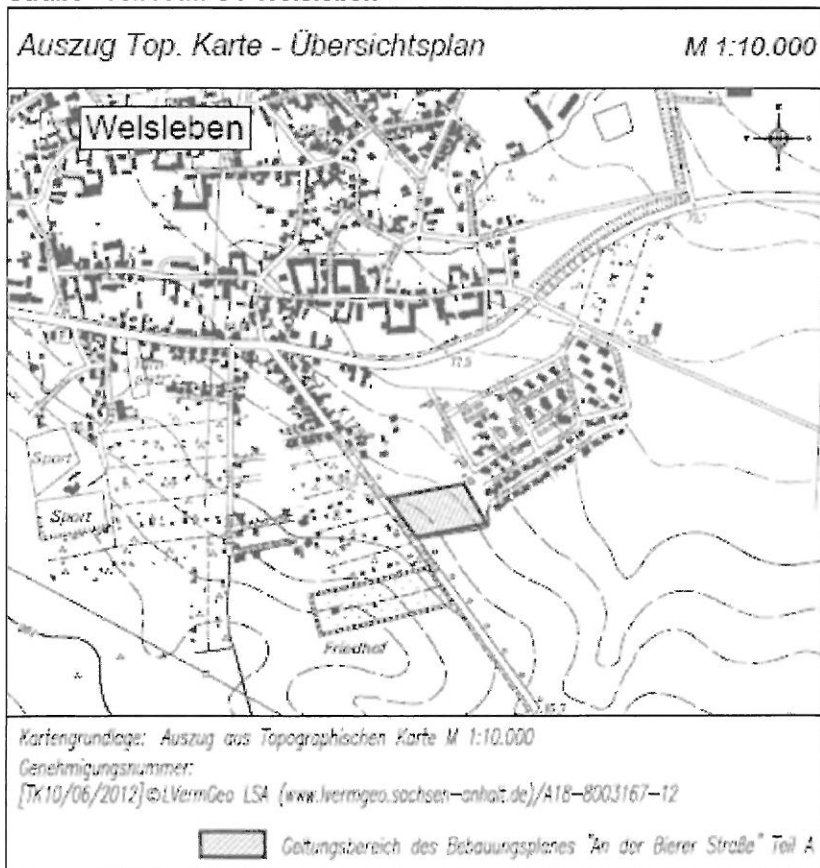 Auszug Top. Karte - Übersichtsplan M 1:10.000
Welsleben
Sport
Sport
Friedhof
Kartengrundlage: Auszug aus Topographischen Karte M 1:10.000
Genehmigungsnummer:
[TK10/06/2012]©LVermGeo LSA (www.lvermgeo.sachsen-anhalt.de)/A18-8003167-12
Geltungsbereich des Bebauungsplanes "An der Bierer Straße" Teil A